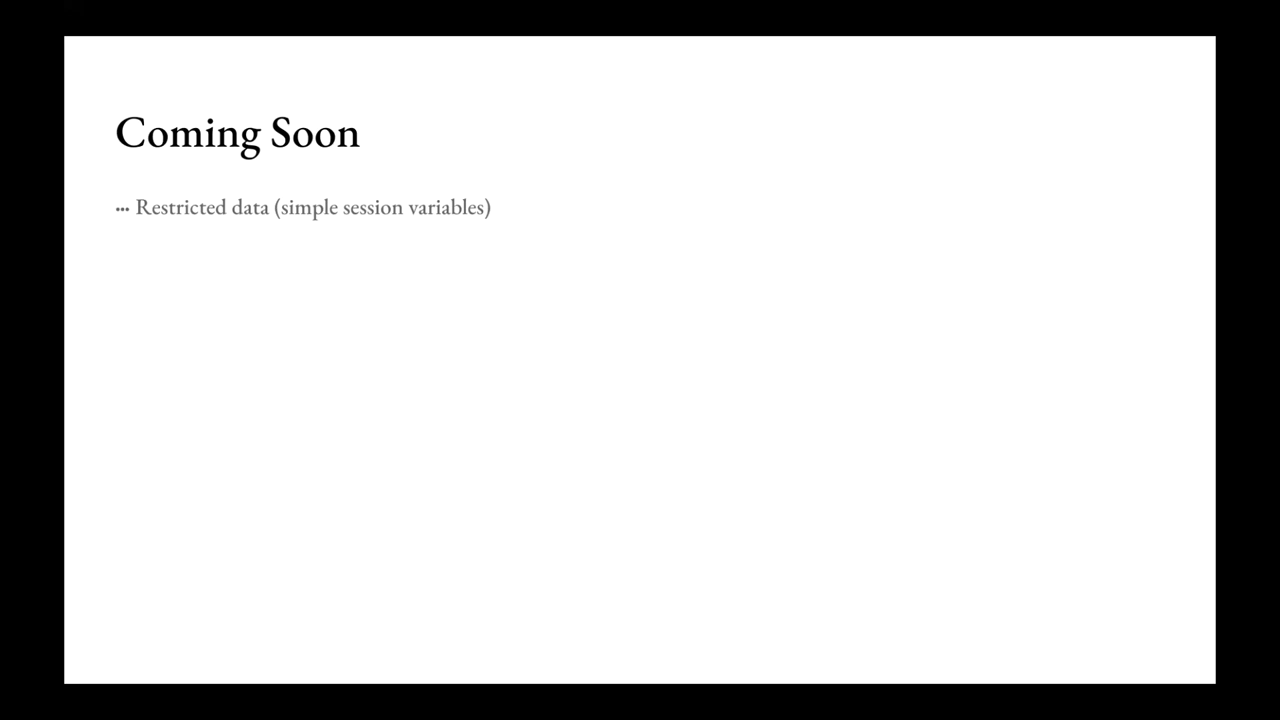 Coming Soon
••• Restricted data (simple session variables)